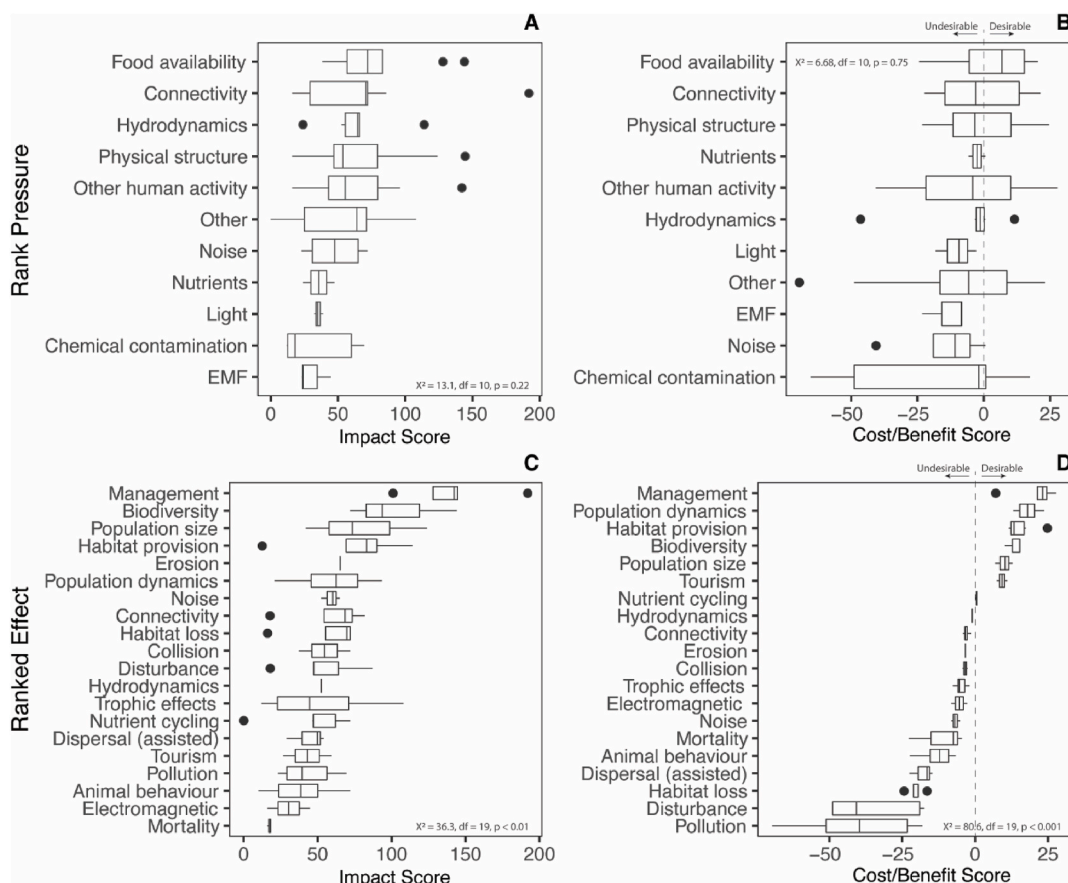 A
Rank Pressure
Food availability
Connectivity
Hydrodynamics
Physical structure
Other human activity
Other
Noise
Nutrients
Light
Chemical contamination
EMF
X² = 13.1, df = 10, p = 0.22
0 50 100 150 200
Impact Score
Undesirable Desirable
B
X² = 6.68, df = 10, p = 0.75
Food availability
Connectivity
Physical structure
Nutrients
Other human activity
Hydrodynamics
Light
Other
EMF
Noise
Chemical contamination
−50 −25 0 25
Cost/Benefit Score
C
Ranked Effect
Management
Biodiversity
Population size
Habitat provision
Erosion
Population dynamics
Noise
Connectivity
Habitat loss
Collision
Disturbance
Hydrodynamics
Trophic effects
Nutrient cycling
Dispersal (assisted)
Tourism
Pollution
Animal behaviour
Electromagnetic
Mortality
X² = 36.3, df = 19, p < 0.01
0 50 100 150 200
Impact Score
Undesirable Desirable
D
Management
Population dynamics
Habitat provision
Biodiversity
Population size
Tourism
Nutrient cycling
Hydrodynamics
Connectivity
Erosion
Collision
Trophic effects
Electromagnetic
Noise
Mortality
Animal behaviour
Dispersal (assisted)
Habitat loss
Disturbance
Pollution
X² = 80.6, df = 19, p < 0.001
−50 −25 0 25
Cost/Benefit Score